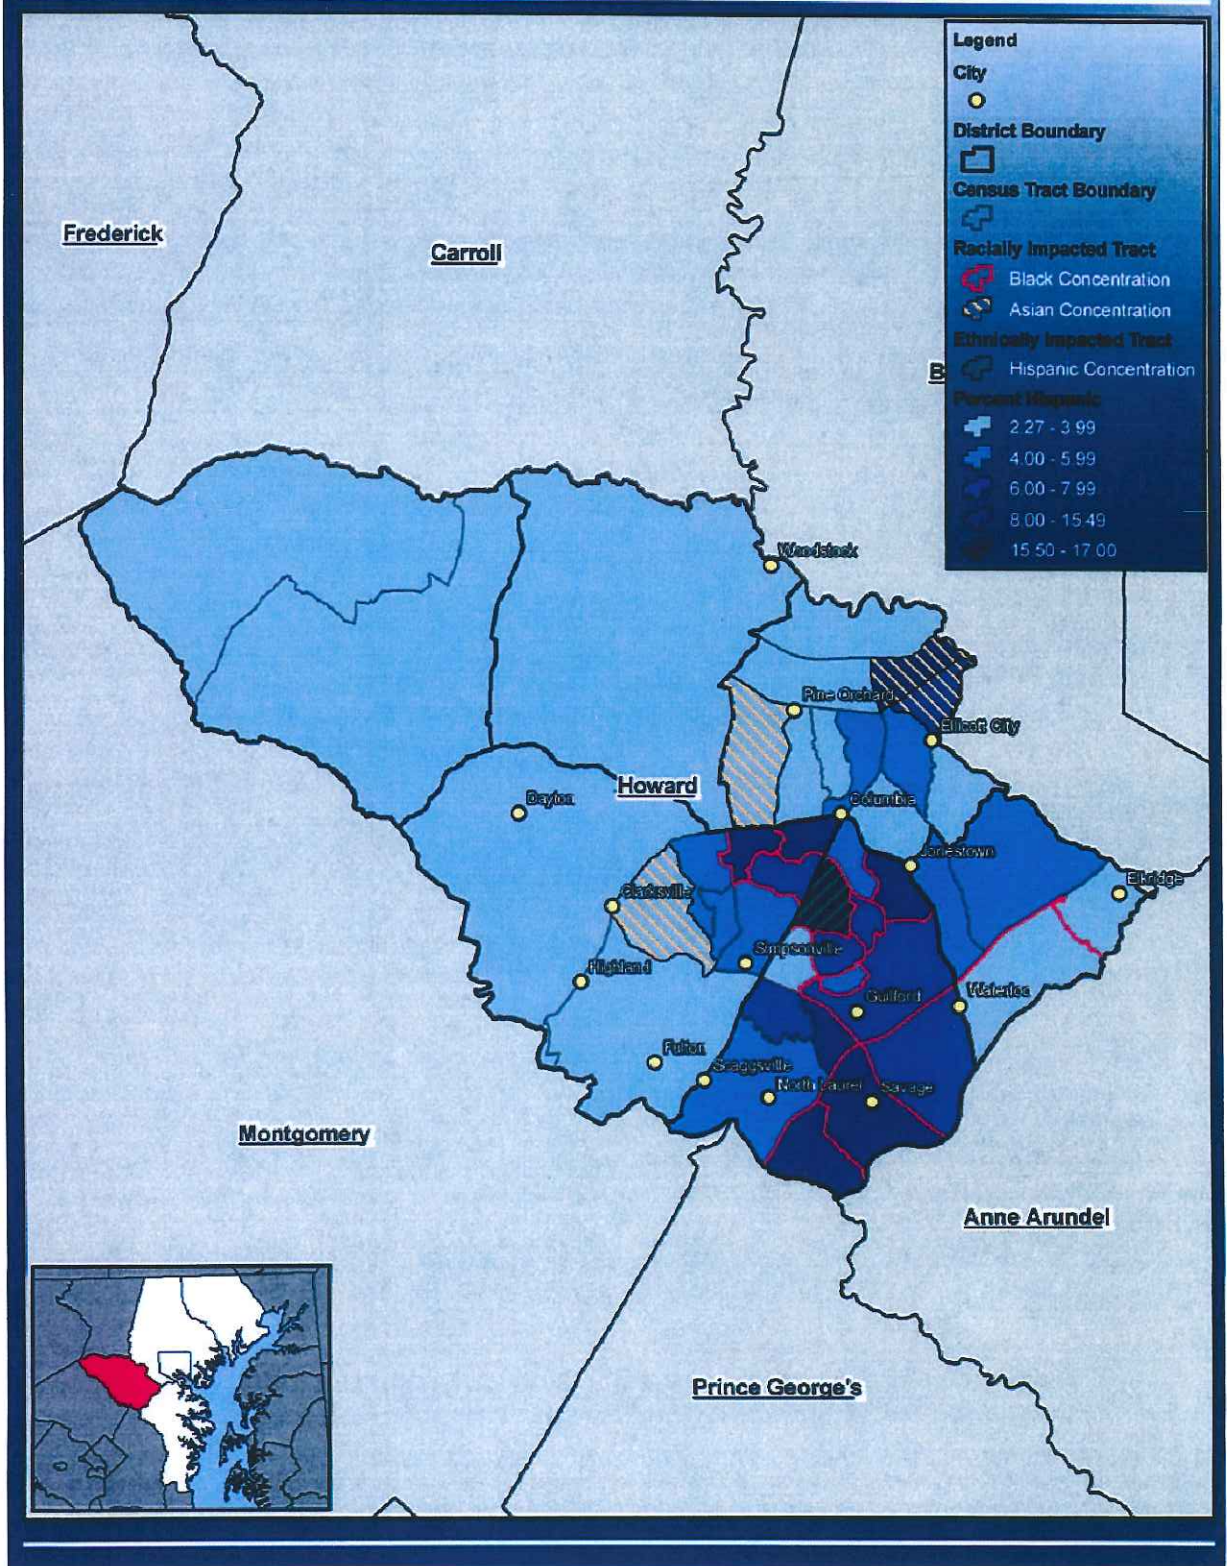 Legend
City
District Boundary
Census Tract Boundary
Frederick
Carroll
Racially Impacted Tract
Black Concentration
Asian Concentration
Ethnically Impacted Tract
B
Hispanic Concentration
Percent Hispanic
2.27 - 3.99
4.00 - 5.99
6.00 - 7.99
8.00 - 15.49
15.50 - 17.00
Woodstock
Pine Orchard
Ellicott City
Howard
Dayton
Columbia
Jonestown
Elkridge
Clarksville
Simpsonville
Highland
Guilford
Waterloo
Fulton
Scaggsville
North Laurel
Savage
Montgomery
Anne Arundel
Prince George's